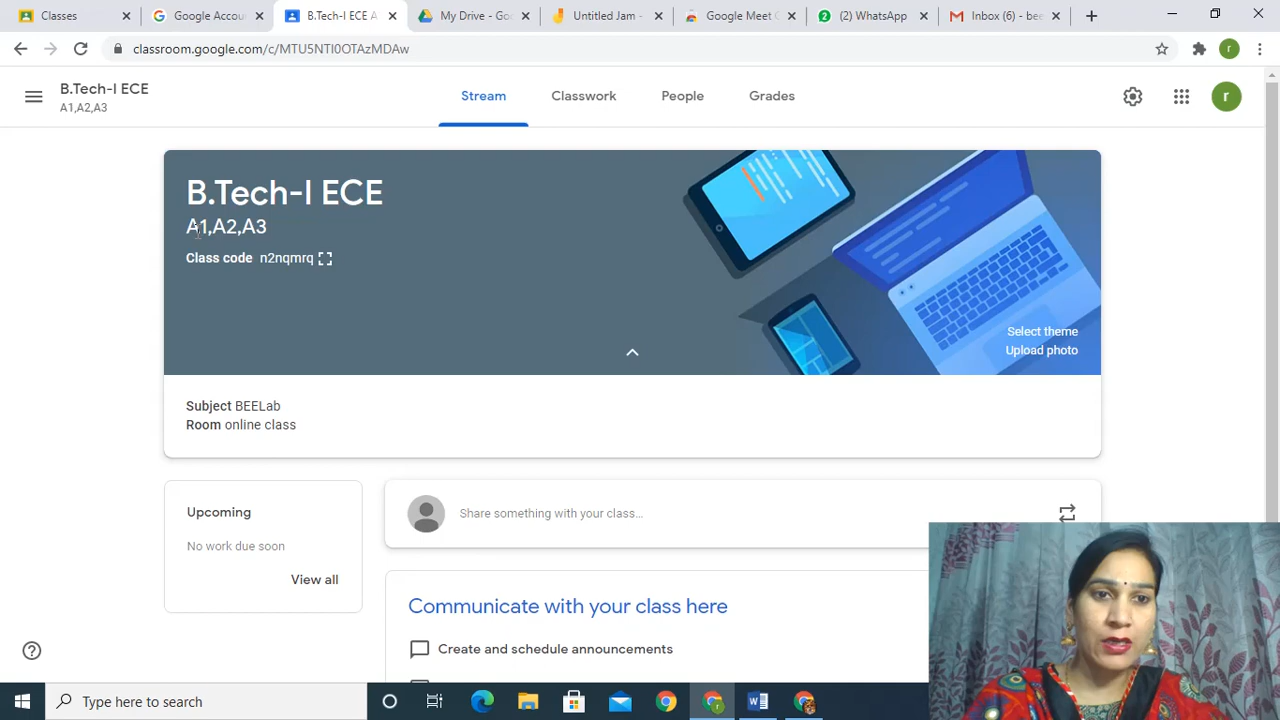 Classes
Google Accou
B.Tech-I ECE A
My Drive - Go
Untitled Jam -
Google Meet C
(2) WhatsApp
Inbox (6) - bee
classroom.google.com/c/MTU5NTI0OTAzMDAw
r
B.Tech-I ECE
A1,A2,A3
Stream
Classwork
People
Grades
r
B.Tech-I ECE
A1,A2,A3
Class code n2nqmrq
Select theme
Upload photo
Subject BEELab
Room online class
Upcoming
No work due soon
View all
Share something with your class...
Communicate with your class here
Create and schedule announcements
Type here to search